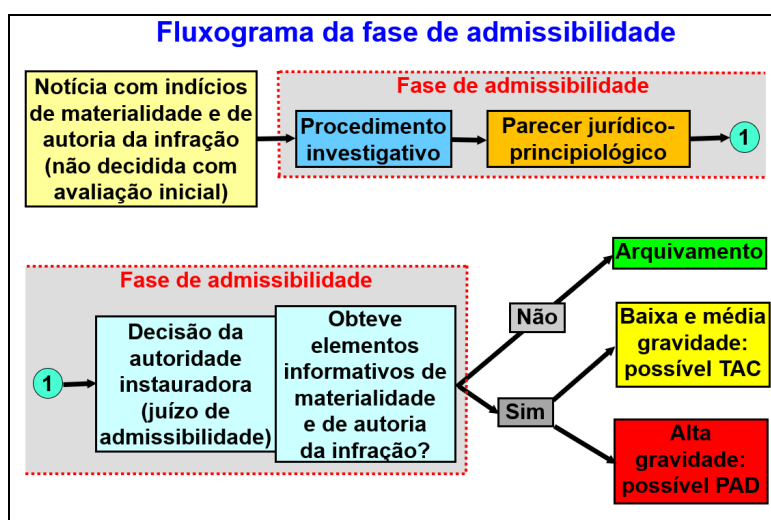 Fluxograma da fase de admissibilidade
Notícia com indícios
de materialidade e de
autoria da infração
(não decidida com
avaliação inicial)
Fase de admissibilidade
Procedimento
investigativo
Parecer jurídico-
principiológico
1
Fase de admissibilidade
1
Decisão da
autoridade
instauradora
(juízo de
admissibilidade)
Obteve
elementos
informativos de
materialidade
e de autoria
da infração?
Não
Sim
Arquivamento
Baixa e média
gravidade:
possível TAC
Alta
gravidade:
possível PAD